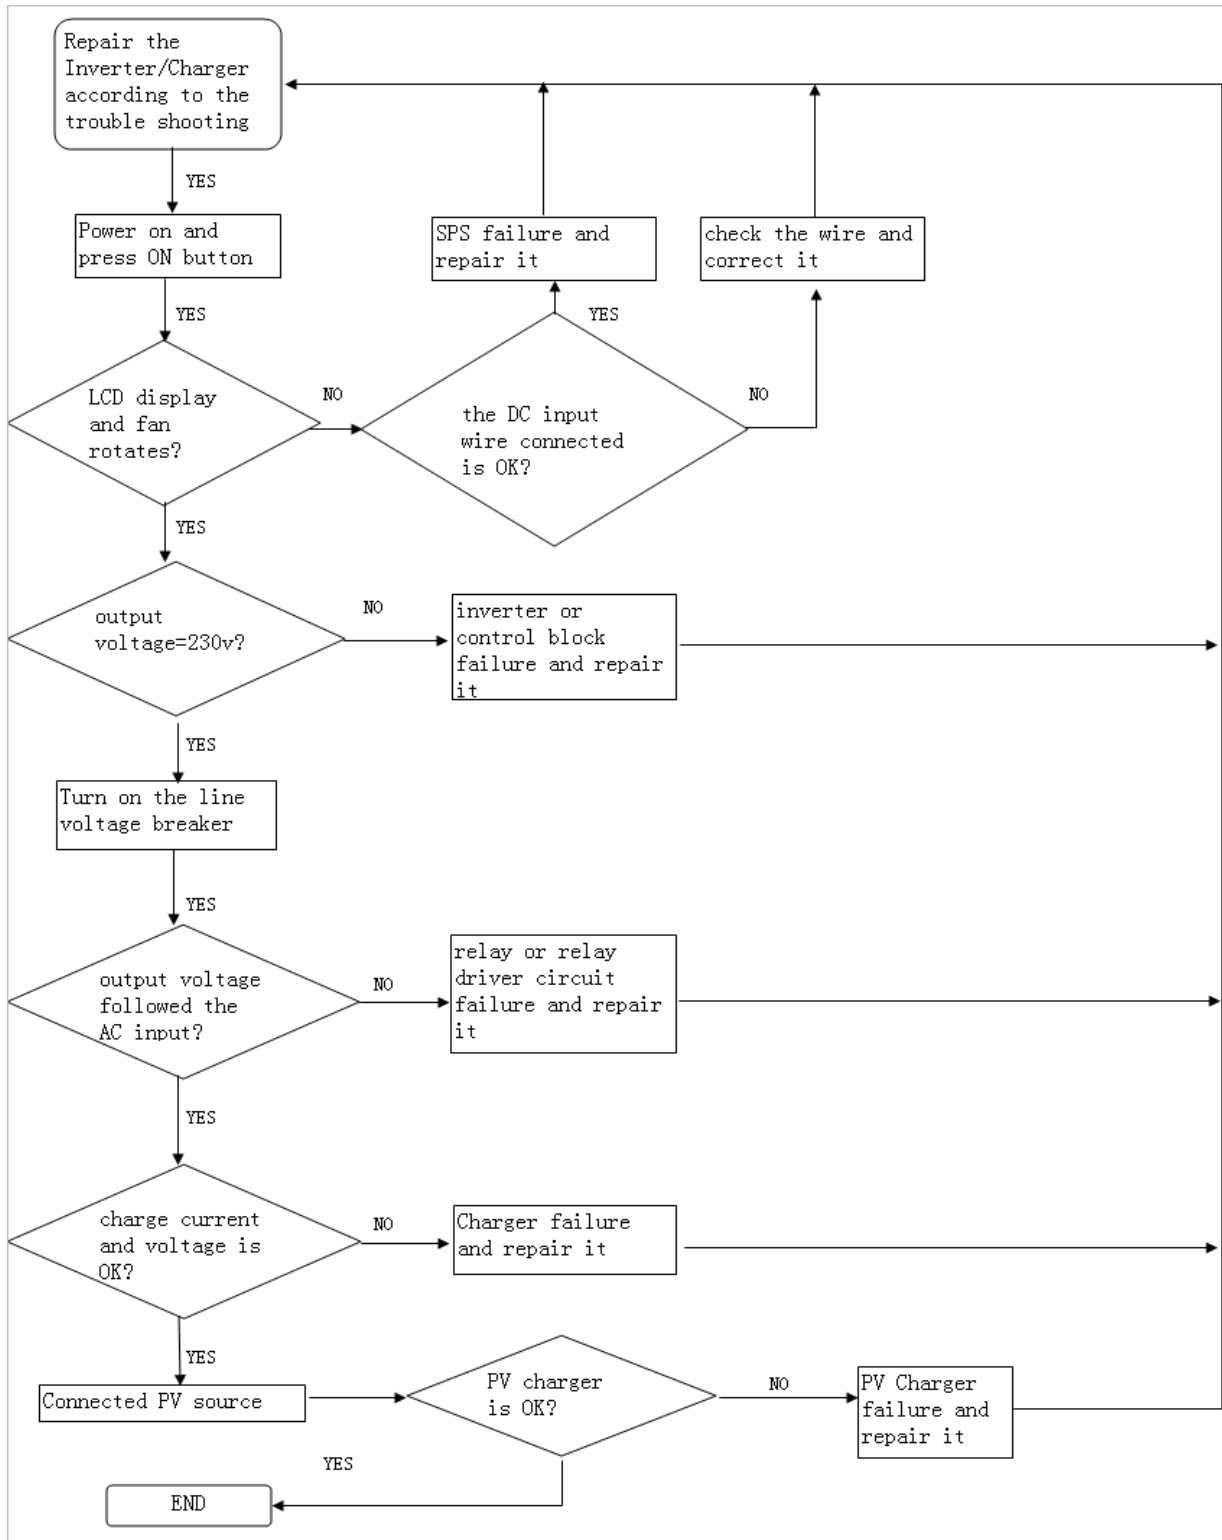 Repair the
Inverter/Charger
according to the
trouble shooting
YES
Power on and
press ON button
SPS failure and
repair it
check the wire and
correct it
YES
YES
LCD display
and fan
rotates?
NO
the DC input
wire connected
is OK?
NO
YES
output
voltage=230v?
NO
inverter or
control block
failure and repair
it
YES
Turn on the line
voltage breaker
YES
output voltage
followed the
AC input?
NO
relay or relay
driver circuit
failure and repair
it
YES
charge current
and voltage is
OK?
NO
Charger failure
and repair it
YES
Connected PV source
PV charger
is OK?
NO
PV Charger
failure and
repair it
YES
END